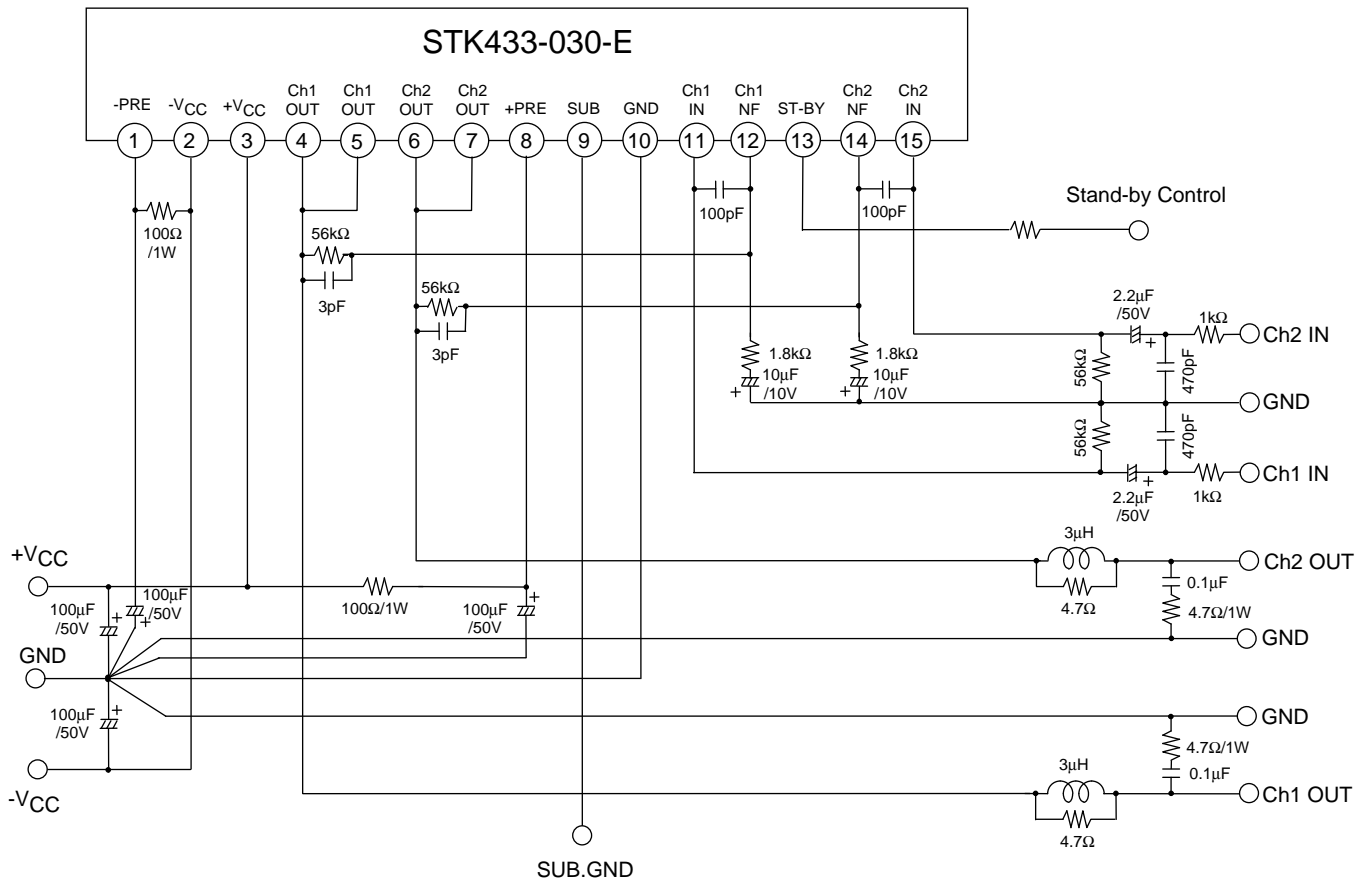 STK433-030-E
-PRE
-VCC
+VCC
Ch1
OUT
Ch1
OUT
Ch2
OUT
Ch2
OUT
+PRE
SUB
GND
Ch1
IN
Ch1
NF
ST-BY
Ch2
NF
Ch2
IN
1
2
3
4
5
6
7
8
9
10
11
12
13
14
15
100Ω
/1W
56kΩ
3pF
56kΩ
3pF
100pF
100pF
Stand-by Control
1.8kΩ
10μF
/10V
+
1.8kΩ
10μF
/10V
+
2.2μF
/50V
+
1kΩ
Ch2 IN
56kΩ
470pF
GND
56kΩ
470pF
2.2μF
/50V
+
1kΩ
Ch1 IN
+VCC
100μF
/50V
+
100μF
/50V
+
100Ω/1W
100μF
/50V
+
GND
100μF
/50V
+
-VCC
3μH
4.7Ω
Ch2 OUT
0.1μF
4.7Ω/1W
GND
GND
4.7Ω/1W
0.1μF
3μH
4.7Ω
Ch1 OUT
SUB.GND